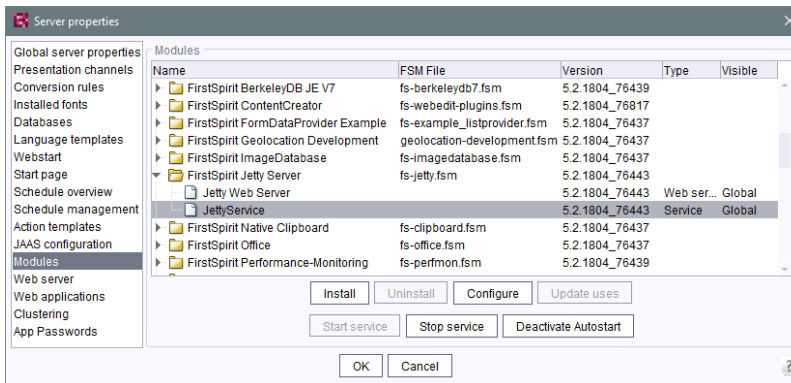 Server properties
Global server properties
Presentation channels
Conversion rules
Installed fonts
Databases
Language templates
Webstart
Start page
Schedule overview
Schedule management
Action templates
JAAS configuration
Modules
Web server
Web applications
Clustering
App Passwords
Modules
Name FSM File Version Type Visible
FirstSpirit BerkeleyDB JE V7 fs-berkeleydb7.fsm 5.2.1804_76439
FirstSpirit ContentCreator fs-webedit-plugins.fsm 5.2.1804_76817
FirstSpirit FormDataProvider Example fs-example_listprovider.fsm 5.2.1804_76437
FirstSpirit Geolocation Development geolocation-development.fsm 5.2.1804_76437
FirstSpirit ImageDatabase fs-imagedatabase.fsm 5.2.1804_76437
FirstSpirit Jetty Server fs-jetty.fsm 5.2.1804_76443
Jetty Web Server 5.2.1804_76443 Web ser... Global
JettyService 5.2.1804_76443 Service Global
FirstSpirit Native Clipboard fs-clipboard.fsm 5.2.1804_76437
FirstSpirit Office fs-office.fsm 5.2.1804_76437
FirstSpirit Performance-Monitoring fs-perfmon.fsm 5.2.1804_76439
Install Uninstall Configure Update uses
Start service Stop service Deactivate Autostart
OK Cancel
?